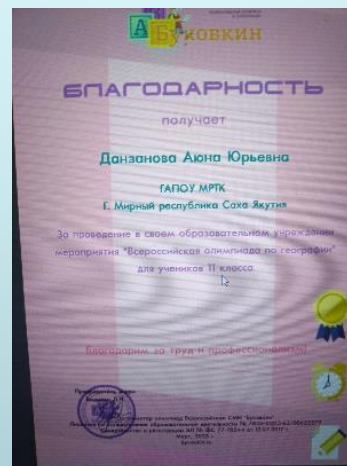 Буковкин
БЛАГОДАРНОСТЬ
получает
Данзанова Аюна Юрьевна
ГАПОУ МРТК
Г. Мирный республика Саха Якутия
За проведение в своем образовательном учреждении
мероприятия "Всероссийская олимпиада по географии"
для учеников 11 класса
Благодарим за труд и профессионализм!